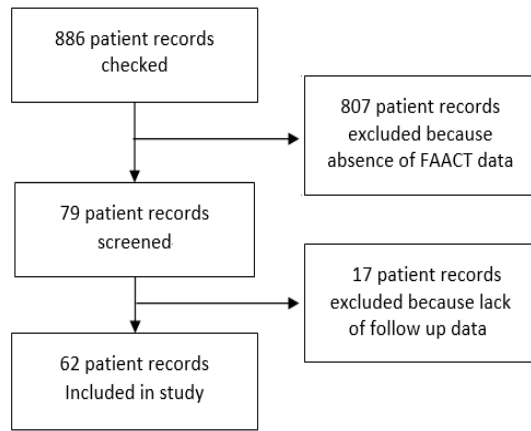 886 patient records
checked
807 patient records
excluded because
absence of FAACT data
79 patient records
screened
17 patient records
excluded because lack
of follow up data
62 patient records
Included in study